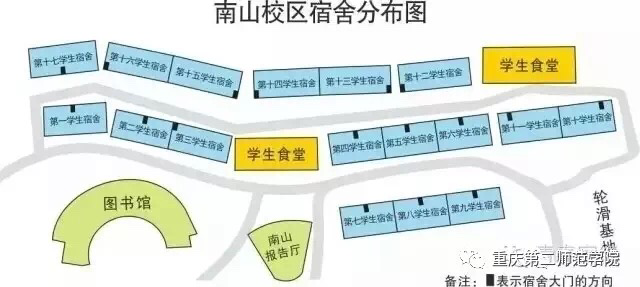 南山校区宿舍分布图
第十七学生宿舍
第十六学生宿舍
第十五学生宿舍
第十四学生宿舍
第十三学生宿舍
第十二学生宿舍
学生食堂
第一学生宿舍
第二学生宿舍
第三学生宿舍
学生食堂
第四学生宿舍
第五学生宿舍
第六学生宿舍
第十一学生宿舍
第十学生宿舍
图书馆
南山
报告厅
第七学生宿舍
第八学生宿舍
第九学生宿舍
轮滑基地
重庆第二师范学院
备注：▮表示宿舍大门的方向